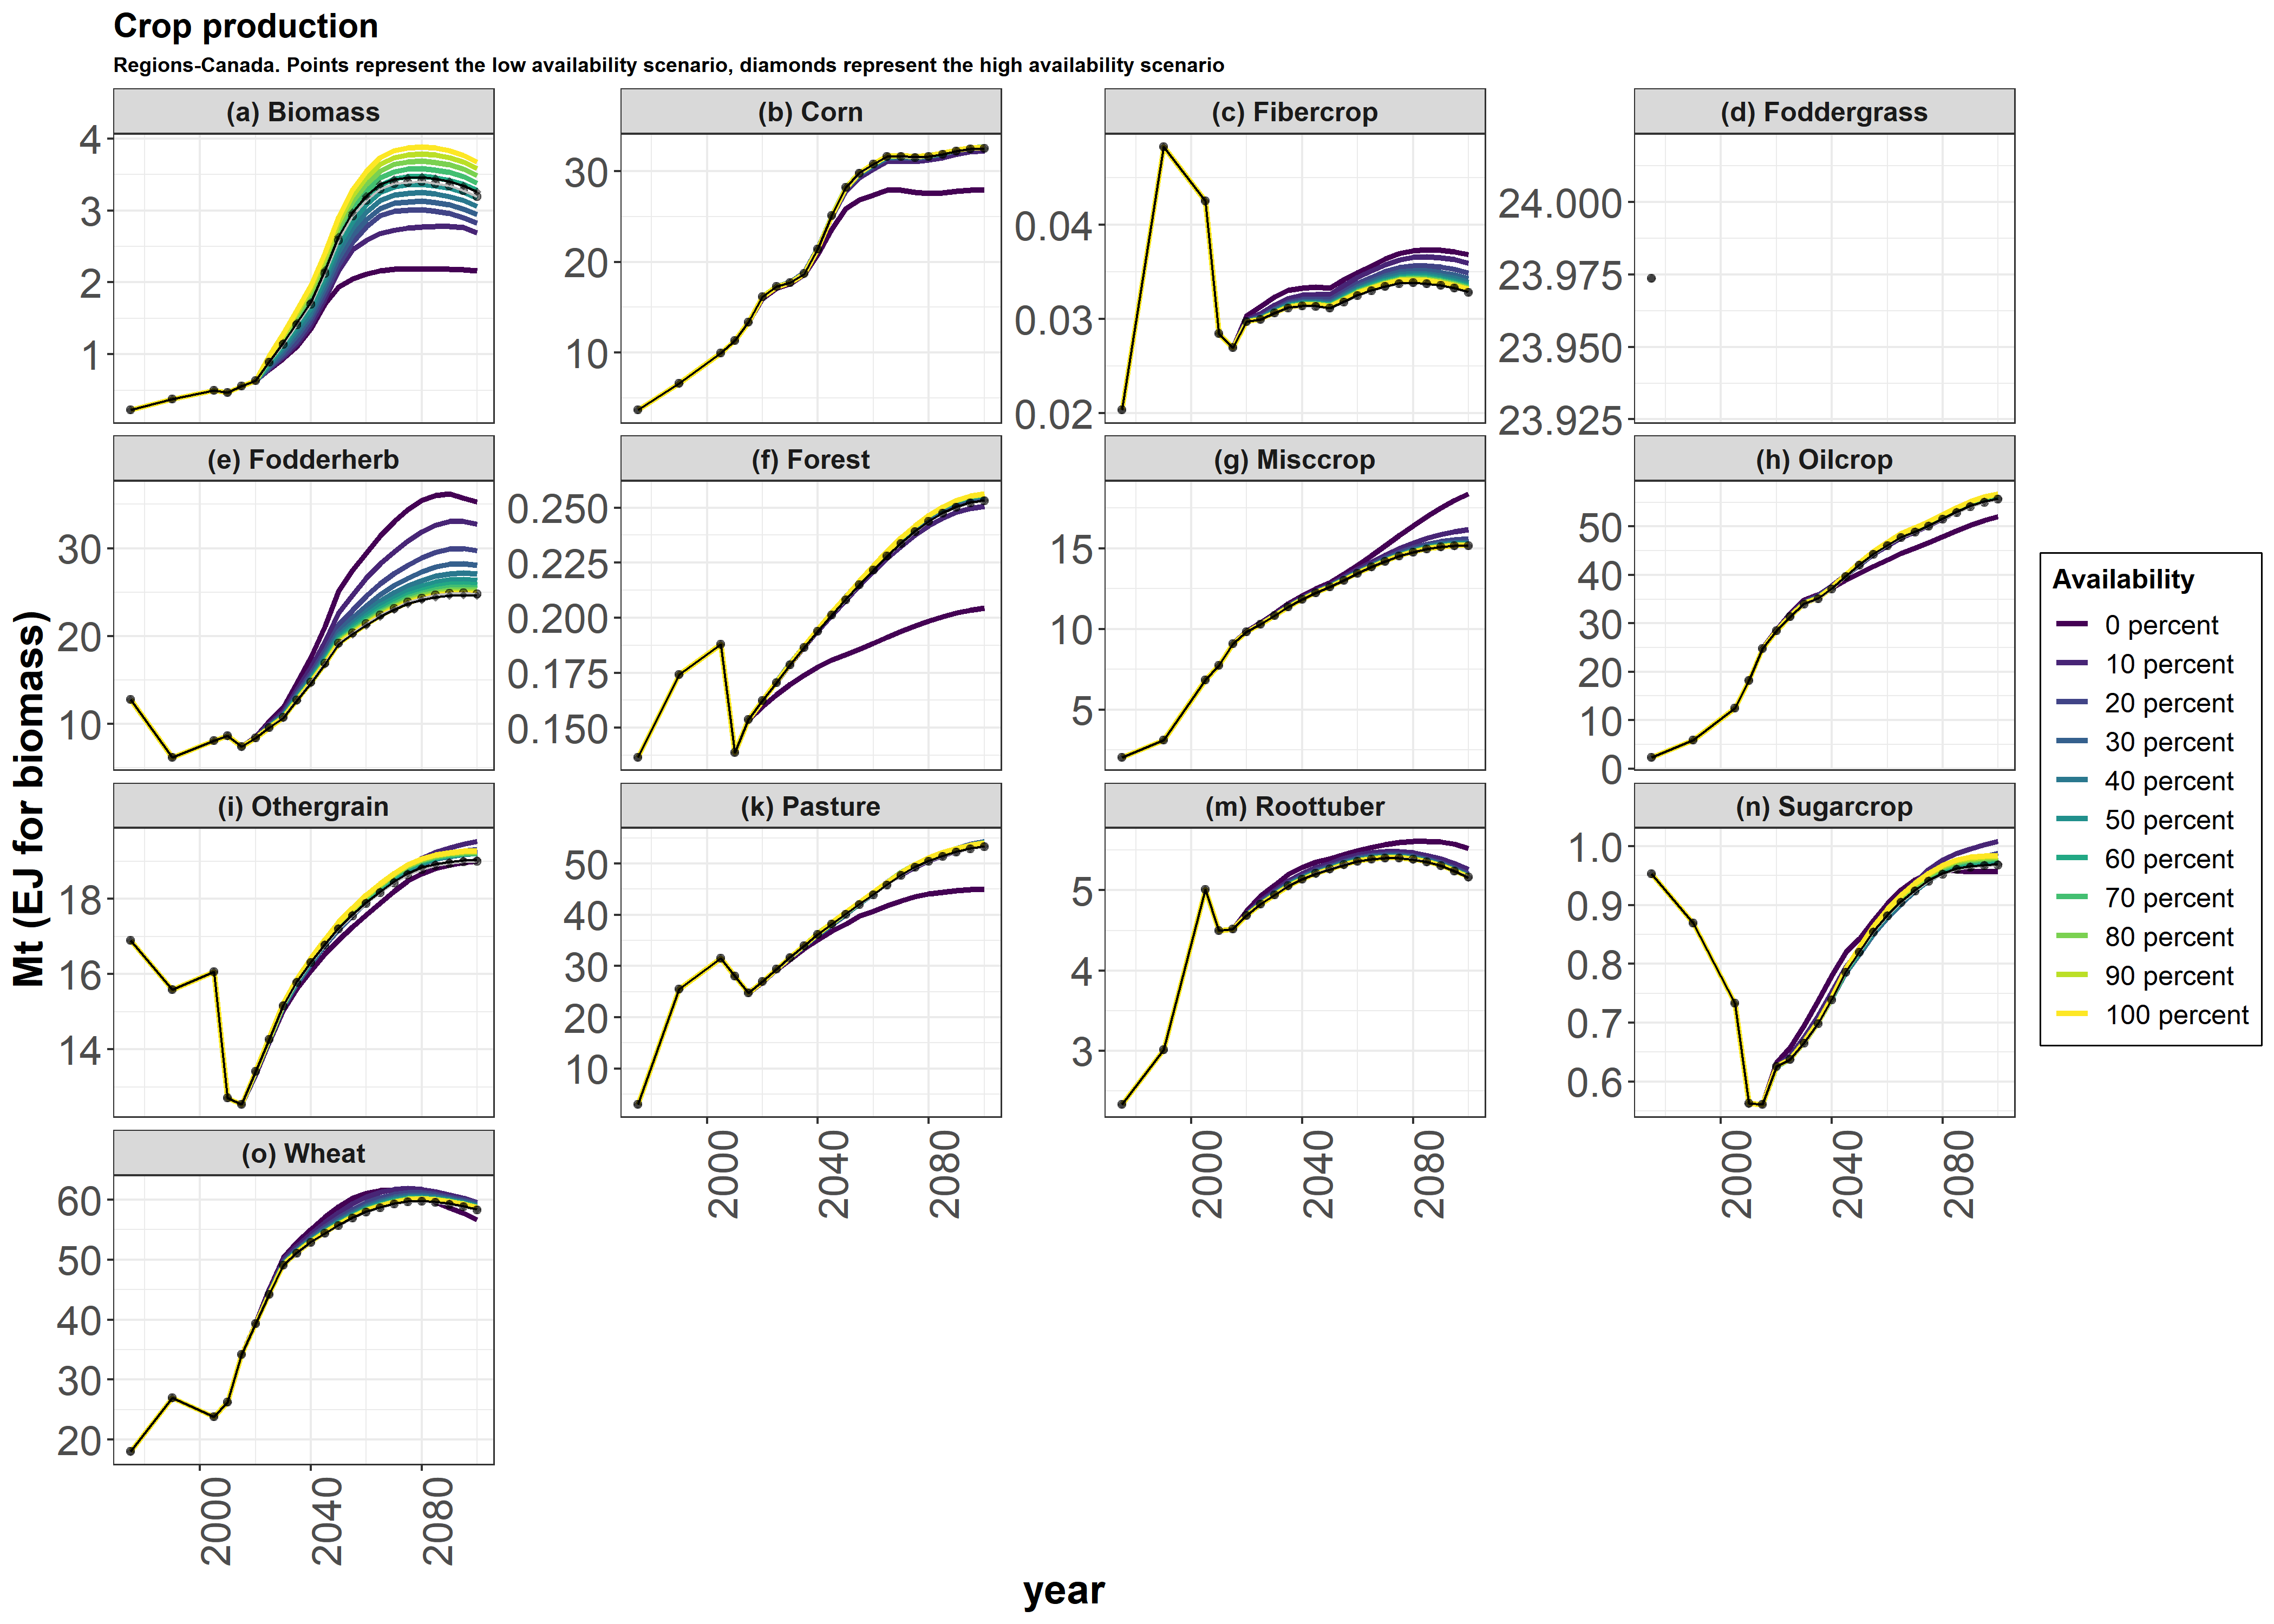 Crop production
Regions-Canada. Points represent the low availability scenario, diamonds represent the high availability scenario
(a) Biomass
(b) Corn
(c) Fibercrop
(d) Foddergrass
4
3
2
1
30
20
10
0.04
0.03
0.02
24.000
23.975
23.950
23.925
(e) Fodderherb
(f) Forest
(g) Misccrop
(h) Oilcrop
30
20
10
0.250
0.225
0.200
0.175
0.150
15
10
5
50
40
30
20
10
0
(i) Othergrain
(k) Pasture
(m) Roottuber
(n) Sugarcrop
18
16
14
50
40
30
20
10
5
4
3
1.0
0.9
0.8
0.7
0.6
2000
2040
2080
2000
2040
2080
2000
2040
2080
(o) Wheat
60
50
40
30
20
2000
2040
2080
Mt (EJ for biomass)
year
Availability
0 percent
10 percent
20 percent
30 percent
40 percent
50 percent
60 percent
70 percent
80 percent
90 percent
100 percent